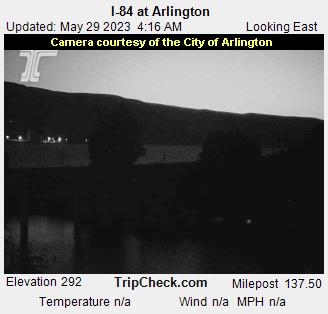 I-84 at Arlington
Updated: May 29 2023 4:16 AM Looking East
Camera courtesy of the City of Arlington
Elevation 292 TripCheck.com Milepost 137.50
Temperature n/a Wind n/a MPH n/a